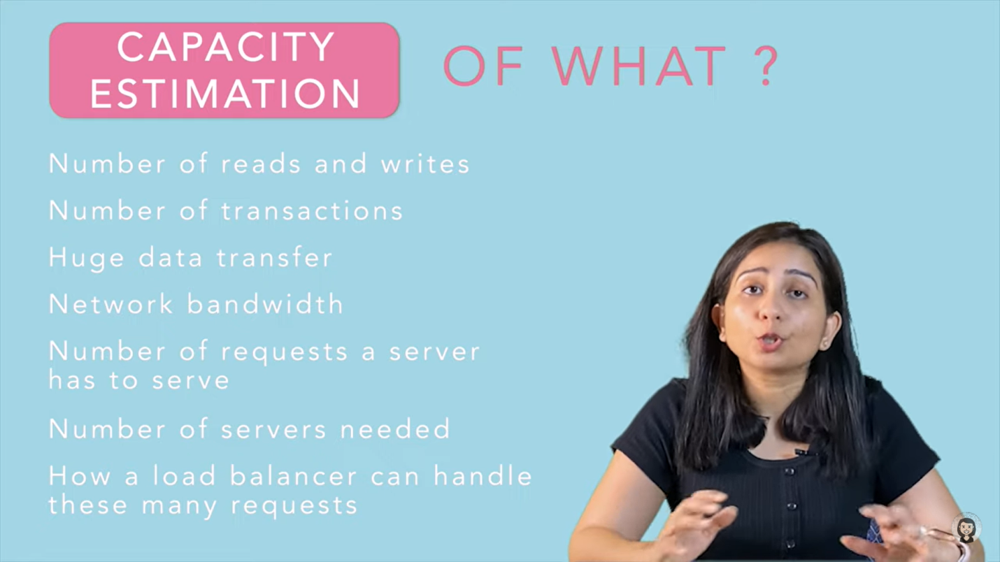 CAPACITY
ESTIMATION
OF WHAT ?
Number of reads and writes
Number of transactions
Huge data transfer
Network bandwidth
Number of requests a server
has to serve
Number of servers needed
How a load balancer can handle
these many requests